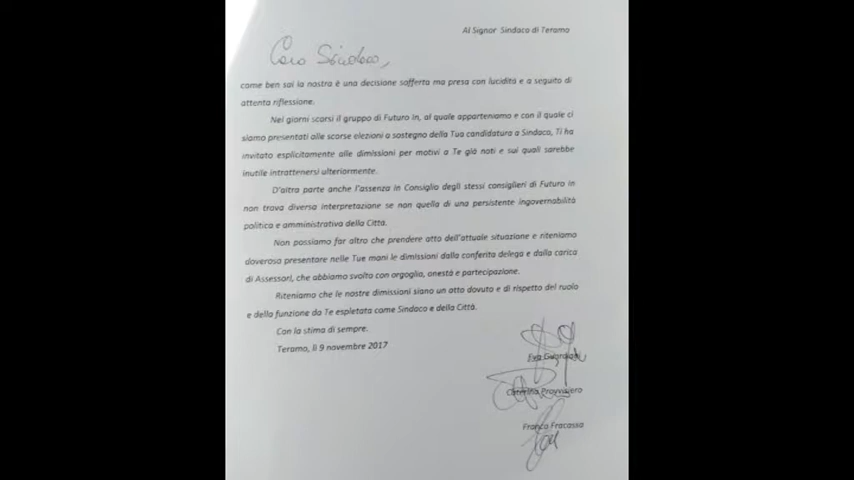 Al Signor Sindaco di Teramo
Caro Sindaco,
come ben sai la nostra è una decisione sofferta ma presa con lucidità e a seguito di
attenta riflessione.
Nei giorni scorsi il gruppo di Futuro In, al quale apparteniamo e con il quale ci
siamo presentati alle scorse elezioni a sostegno della Tua candidatura a Sindaco, Ti ha
invitato esplicitamente alle dimissioni per motivi a Te già noti e sui quali sarebbe
inutile intrattenersi ulteriormente.
D'altra parte anche l'assenza in Consiglio degli stessi consiglieri di Futuro in
non trova diversa interpretazione se non quella di una persistente ingovernabilità
politica e amministrativa della Città.
Non possiamo far altro che prendere atto dell'attuale situazione e riteniamo
doveroso presentare nelle Tue mani le dimissioni dalla conferita delega e dalla carica
di Assessori, che abbiamo svolto con orgoglio, onestà e partecipazione.
Riteniamo che le nostre dimissioni siano un atto dovuto e di rispetto del ruolo
e della funzione da Te espletata come Sindaco e della Città.
Con la stima di sempre.
Teramo, lì 9 novembre 2017
Eva Guardiani
Caterina Provvisiero
Franco Fracassa